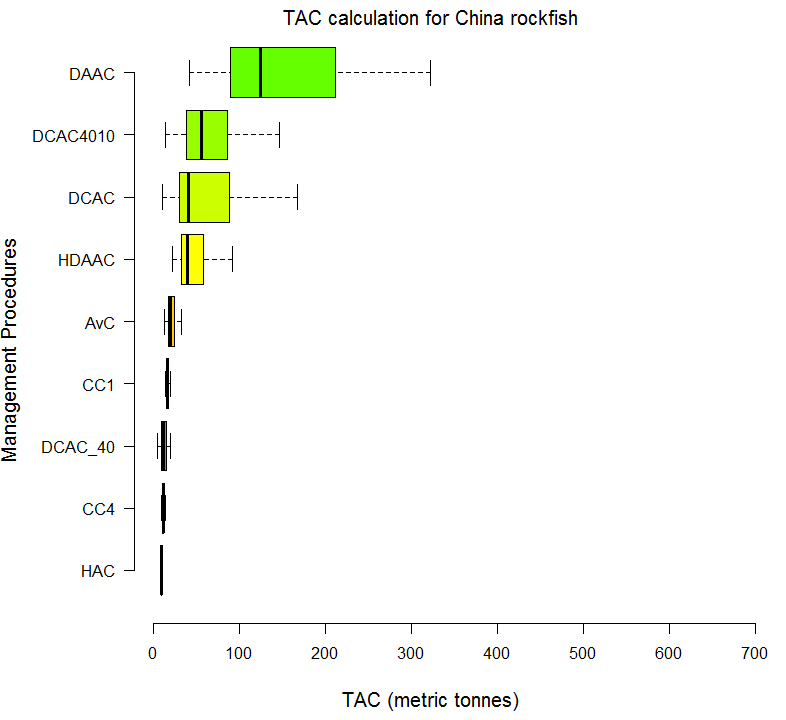 TAC calculation for China rockfish
Management Procedures
DAAC
DCAC4010
DCAC
HDAAC
AvC
CC1
DCAC_40
CC4
HAC
0 100 200 300 400 500 600 700
TAC (metric tonnes)